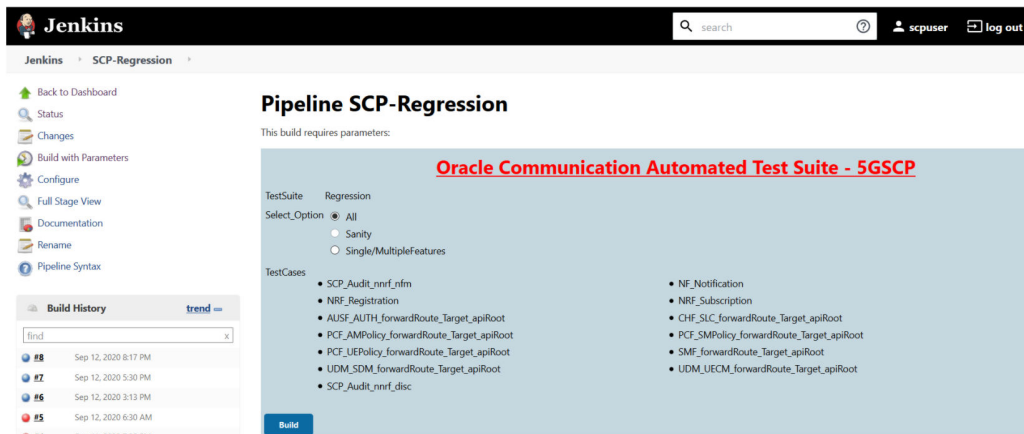 Jenkins
search
scpuser
log out
Jenkins
SCP-Regression
Back to Dashboard
Status
Changes
Build with Parameters
Configure
Full Stage View
Documentation
Rename
Pipeline Syntax
Build History
trend
find
x
#8 Sep 12, 2020 8:17 PM
#7 Sep 12, 2020 5:30 PM
#6 Sep 12, 2020 3:13 PM
#5 Sep 12, 2020 6:30 AM
Pipeline SCP-Regression
This build requires parameters:
Oracle Communication Automated Test Suite - 5GSCP
TestSuite Regression
Select_Option
All
Sanity
Single/MultipleFeatures
TestCases
SCP_Audit_nnrf_nfm
NRF_Registration
AUSF_AUTH_forwardRoute_Target_apiRoot
PCF_AMPolicy_forwardRoute_Target_apiRoot
PCF_UEPolicy_forwardRoute_Target_apiRoot
UDM_SDM_forwardRoute_Target_apiRoot
SCP_Audit_nnrf_disc
NF_Notification
NRF_Subscription
CHF_SLC_forwardRoute_Target_apiRoot
PCF_SMPolicy_forwardRoute_Target_apiRoot
SMF_forwardRoute_Target_apiRoot
UDM_UECM_forwardRoute_Target_apiRoot
Build